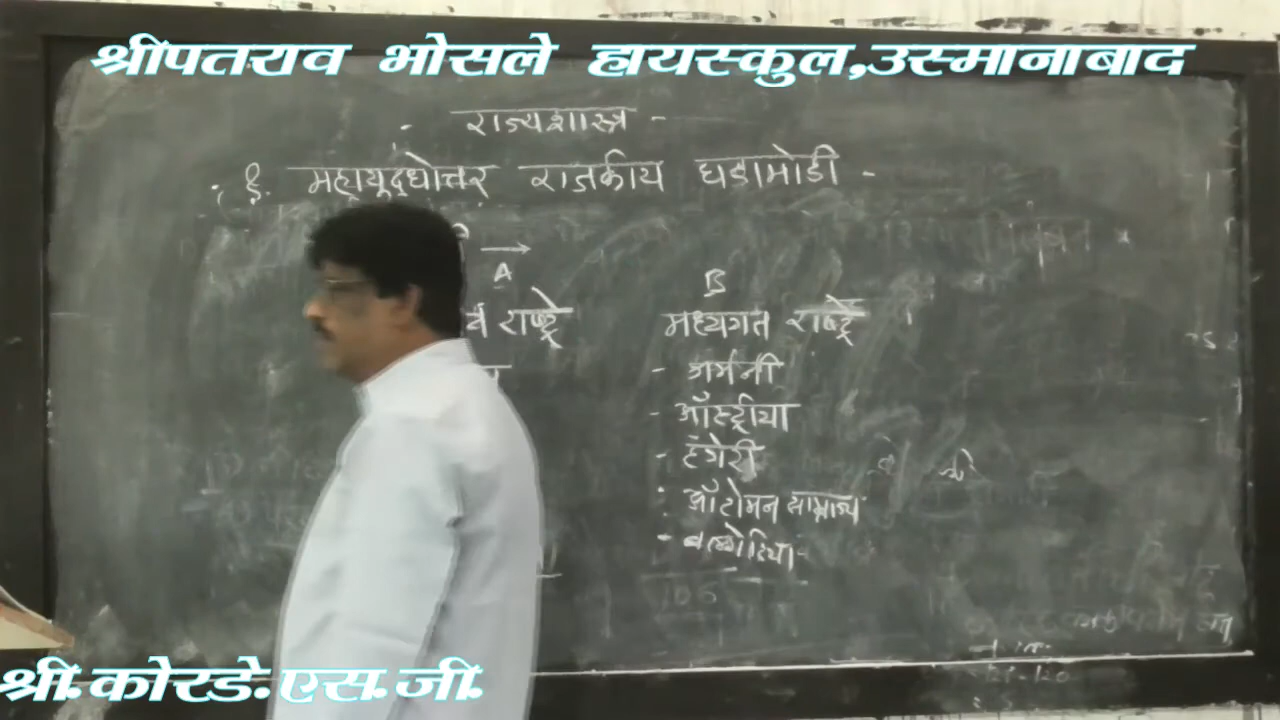 श्रीपतराव भोसले हायस्कुल,उस्मानाबाद
राज्यशास्त्र -
१. महायुद्धोत्तर राजकीय घडामोडी -
A
B
राष्ट्रे
मध्यगत राष्ट्रे
- जर्मनी
- ऑस्ट्रीया
- हंगेरी
- ऑटोमन साम्राज्य
- बल्गेरिया-
श्री.कोरडे.एस.जी.